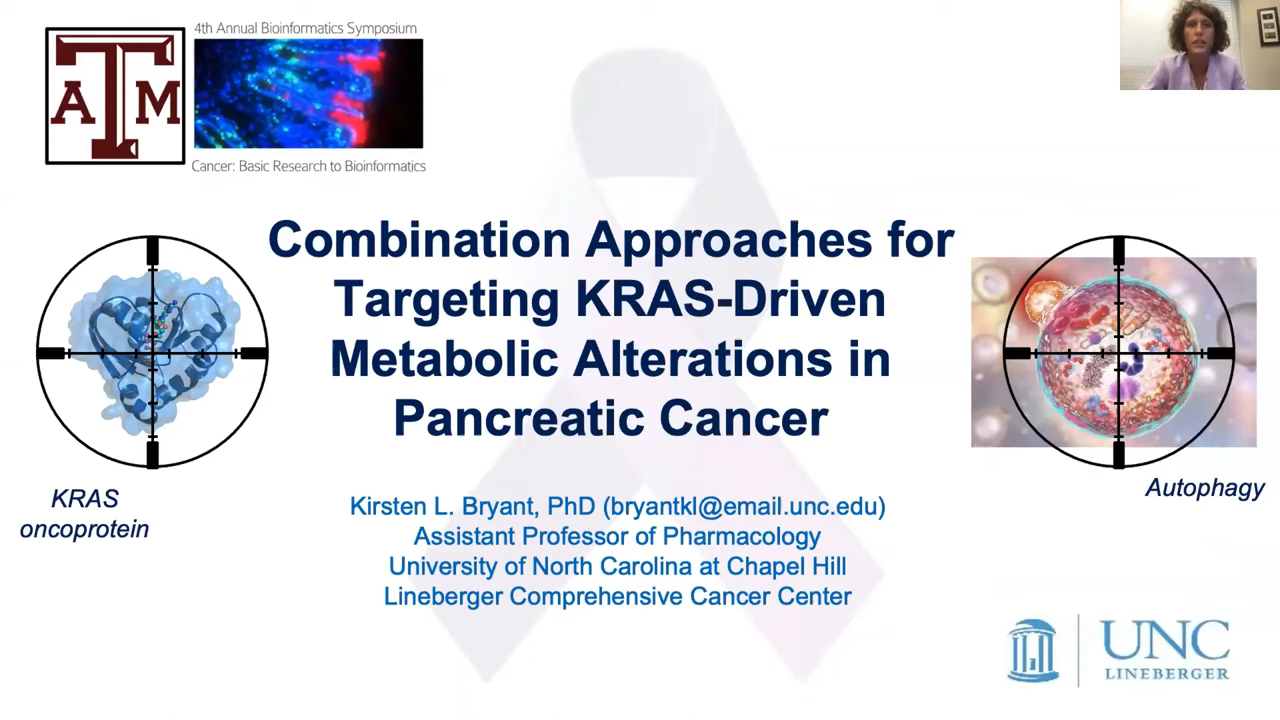 ATM
4th Annual Bioinformatics Symposium
Cancer: Basic Research to Bioinformatics
Combination Approaches for
Targeting KRAS-Driven
Metabolic Alterations in
Pancreatic Cancer
KRAS
oncoprotein
Autophagy
Kirsten L. Bryant, PhD (bryantkl@email.unc.edu)
Assistant Professor of Pharmacology
University of North Carolina at Chapel Hill
Lineberger Comprehensive Cancer Center
UNC
LINEBERGER